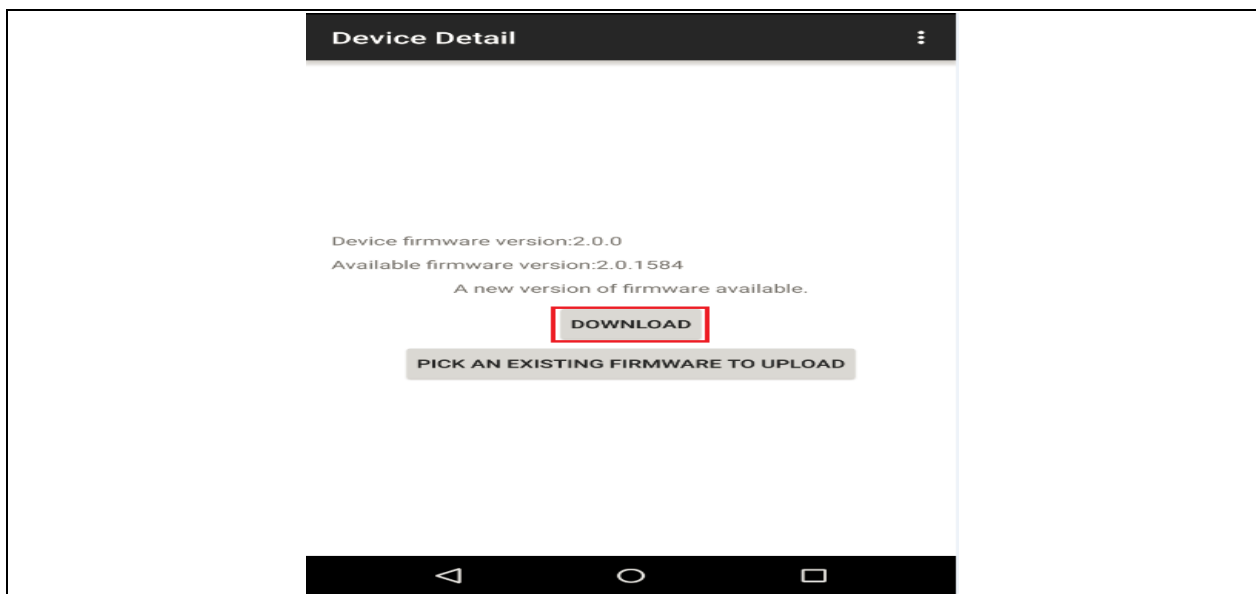 Device Detail
Device firmware version:2.0.0
Available firmware version:2.0.1584
A new version of firmware available.
DOWNLOAD
PICK AN EXISTING FIRMWARE TO UPLOAD